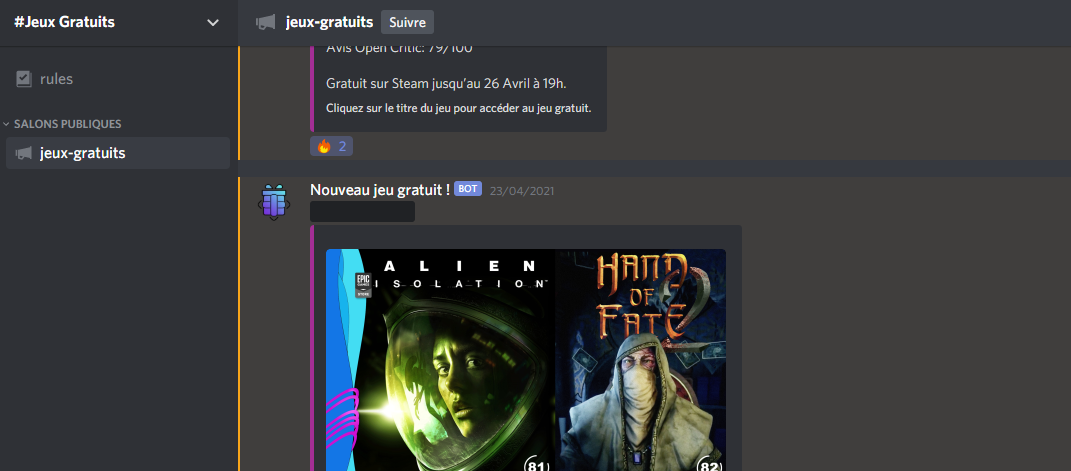 #Jeux Gratuits
rules
SALONS PUBLIQUES
jeux-gratuits
jeux-gratuits Suivre
Avis Open Critic: 79/100
Gratuit sur Steam jusqu'au 26 Avril à 19h.
Cliquez sur le titre du jeu pour accéder au jeu gratuit.
2
Nouveau jeu gratuit ! BOT 23/04/2021
ALIEN
ISOLATION
EPIC
GAMES
HAND
OF
FATE
2
81
82